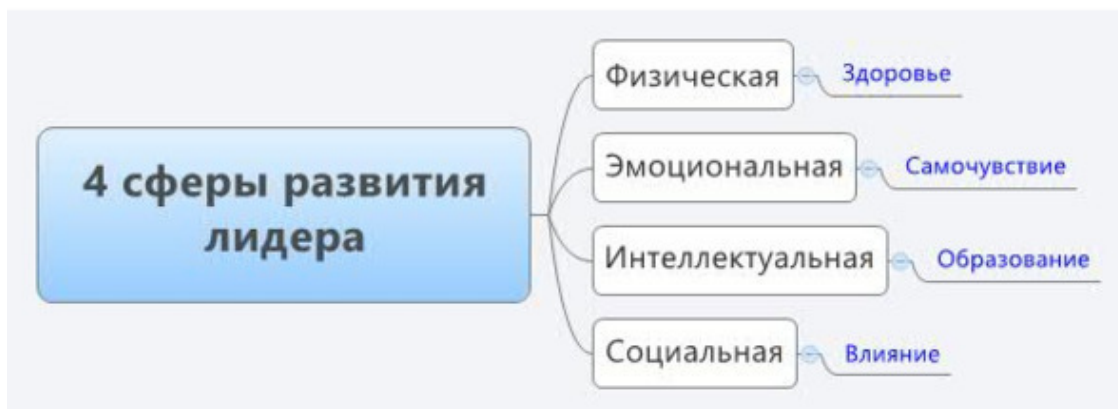 4 сферы развития
лидера
Физическая
Здоровье
Эмоциональная
Самочувствие
Интеллектуальная
Образование
Социальная
Влияние